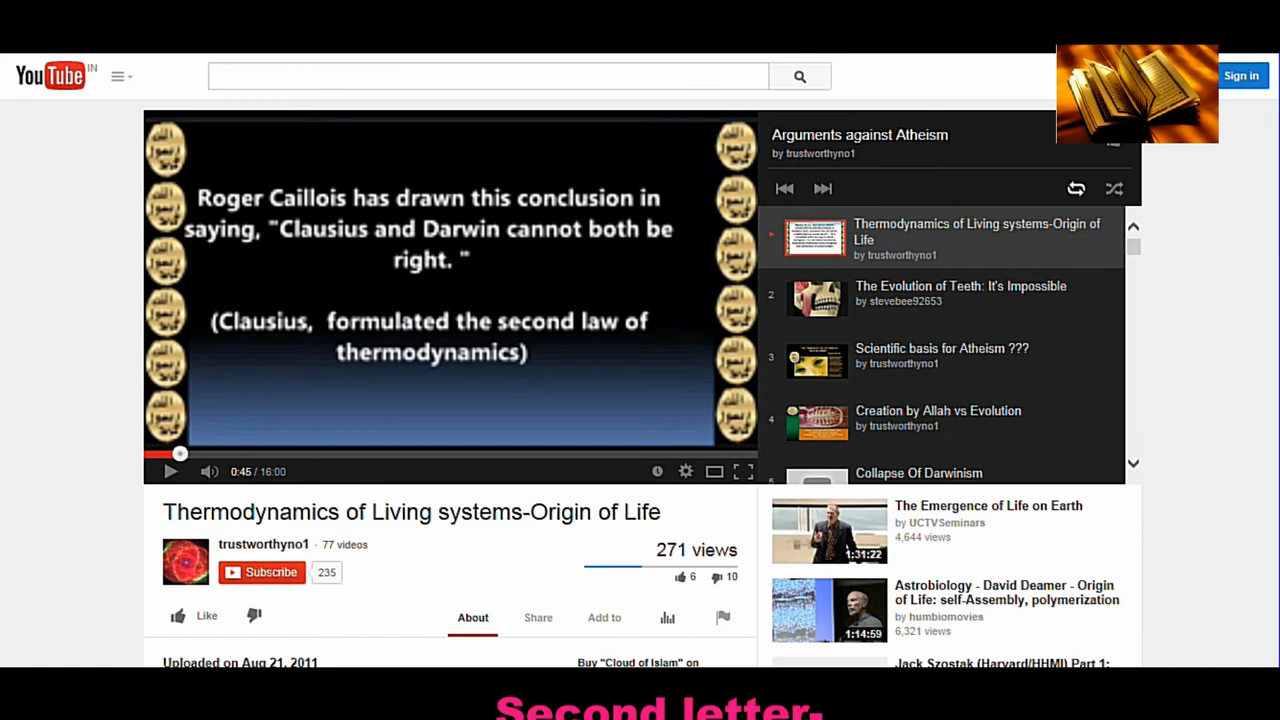 YouTube IN
Sign in
Roger Caillois has drawn this conclusion in
saying, "Clausius and Darwin cannot both be
right. "
(Clausius, formulated the second law of
thermodynamics)
0:45 / 16:00
Arguments against Atheism
by trustworthyno1
Thermodynamics of Living systems-Origin of
Life
by trustworthyno1
2
The Evolution of Teeth: It's Impossible
by stevebee92653
3
Scientific basis for Atheism ???
by trustworthyno1
4
Creation by Allah vs Evolution
by trustworthyno1
Collapse Of Darwinism
Thermodynamics of Living systems-Origin of Life
trustworthyno1 · 77 videos
Subscribe 235
271 views
6 10
Like
About Share Add to
Uploaded on Aug 21, 2011
Buy "Cloud of Islam" on
The Emergence of Life on Earth
by UCTVSeminars
4,644 views
1:31:22
Astrobiology - David Deamer - Origin
of Life: self-Assembly, polymerization
by humbiomovies
6,321 views
1:14:59
Jack Szostak (Harvard/HHMI) Part 1:
Second letter-